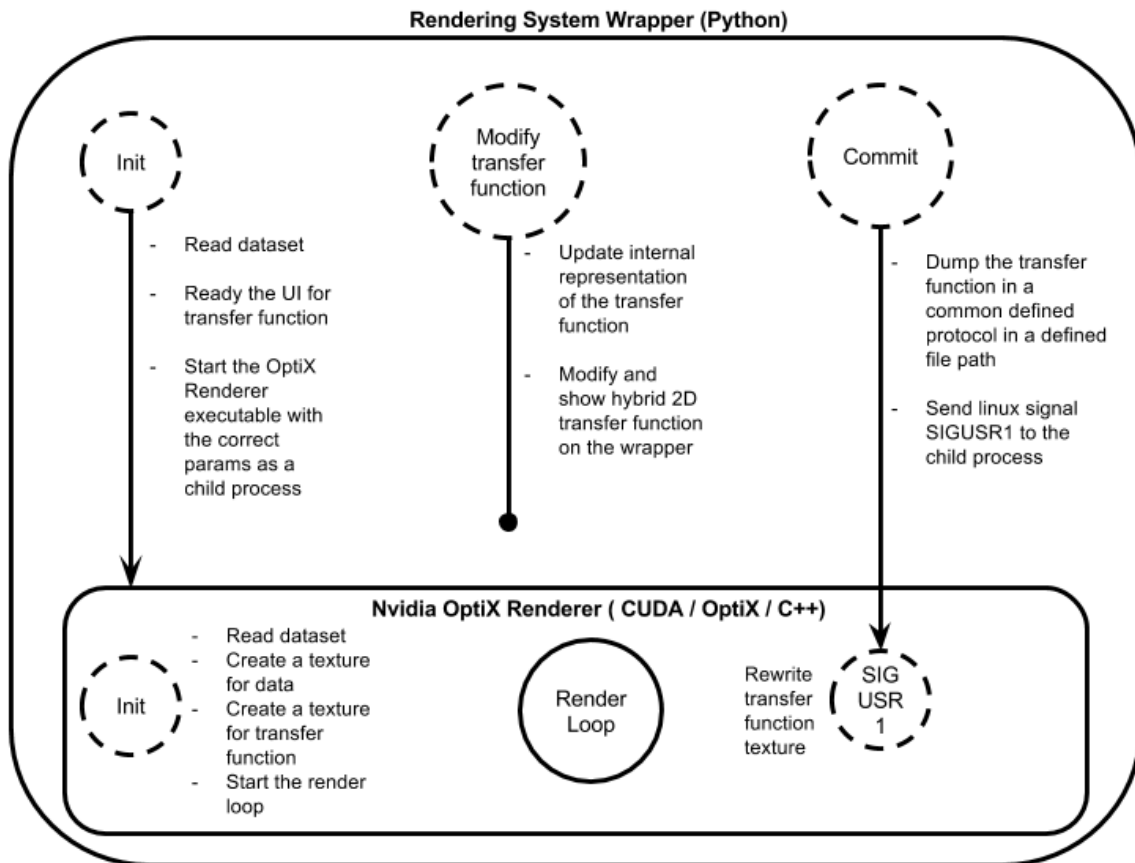 Rendering System Wrapper (Python)
Init
- Read dataset
- Ready the UI for
transfer function
- Start the OptiX
Renderer
executable with
the correct
params as a
child process
Modify
transfer
function
- Update internal
representation
of the transfer
function
- Modify and
show hybrid 2D
transfer function
on the wrapper
Commit
- Dump the transfer
function in a
common defined
protocol in a defined
file path
- Send linux signal
SIGUSR1 to the
child process
Nvidia OptiX Renderer ( CUDA / OptiX / C++)
Init
- Read dataset
- Create a texture
for data
- Create a texture
for transfer
function
- Start the render
loop
Render
Loop
Rewrite
transfer
function
texture
SIG
USR
1